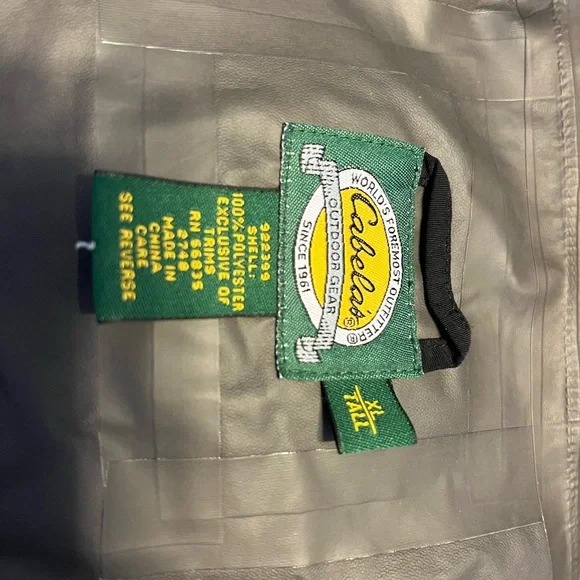 WORLD'S FOREMOST OUTFITTER®
Cabela's®
OUTDOOR GEAR
SINCE 1961
XL
TALL
SHELL:
100% POLYESTER
EXCLUSIVE OF
TRIMS
RN 66835
MADE IN
CHINA
CARE
SEE REVERSE